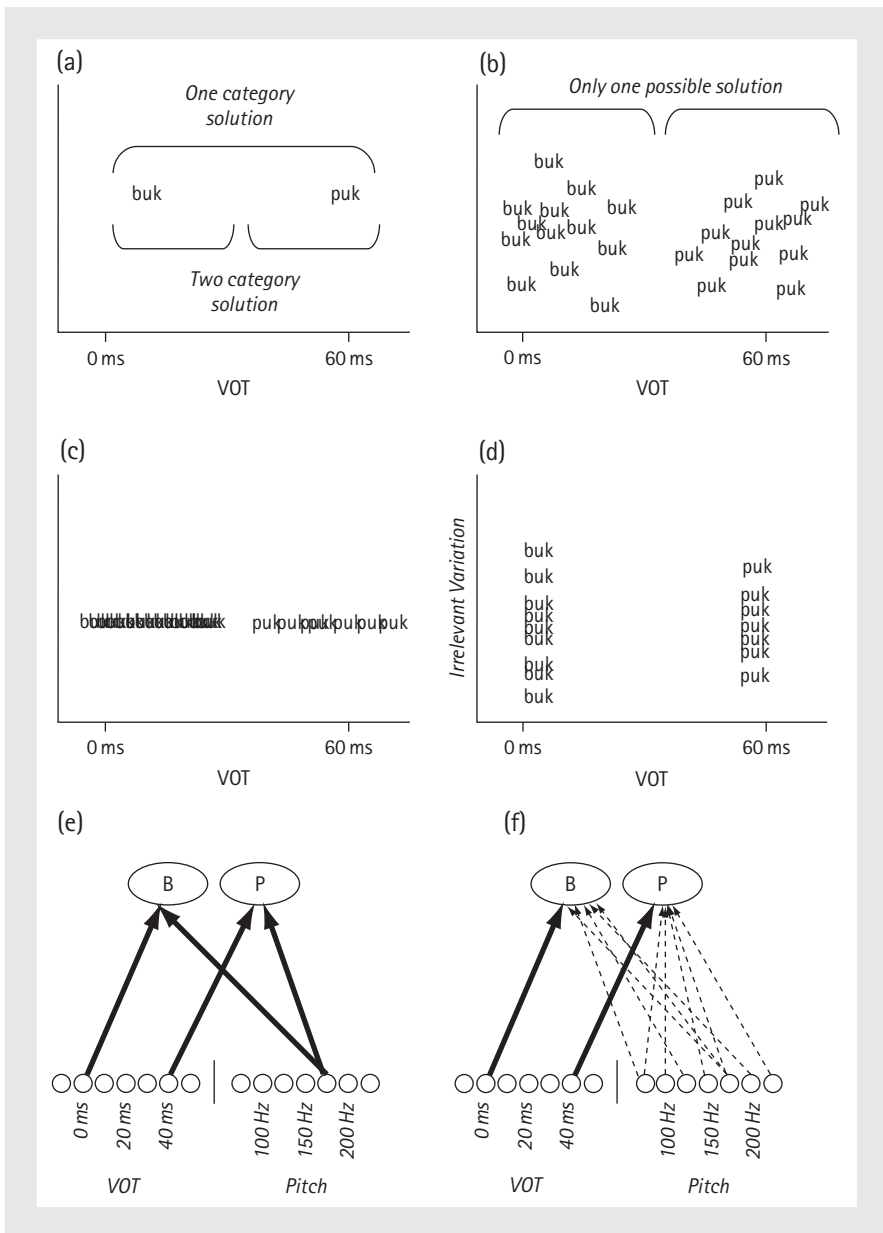 (a)
One category
solution
buk
puk
Two category
solution
0 ms
60 ms
VOT
(b)
Only one possible solution
buk
buk
buk
buk
buk
buk
buk
buk
buk
buk
buk
buk
buk
puk
puk
puk
puk
puk
puk
puk
puk
puk
puk
puk
puk
puk
0 ms
60 ms
VOT
(c)
puk puk puk puk puk puk puk
0 ms
60 ms
VOT
(d)
Irrelevant Variation
buk
buk
buk
buk
buk
buk
buk
buk
buk
puk
puk
puk
puk
puk
puk
puk
0 ms
60 ms
VOT
(e)
B
P
0 ms
20 ms
40 ms
100 Hz
150 Hz
200 Hz
VOT
Pitch
(f)
B
P
0 ms
20 ms
40 ms
100 Hz
150 Hz
200 Hz
VOT
Pitch